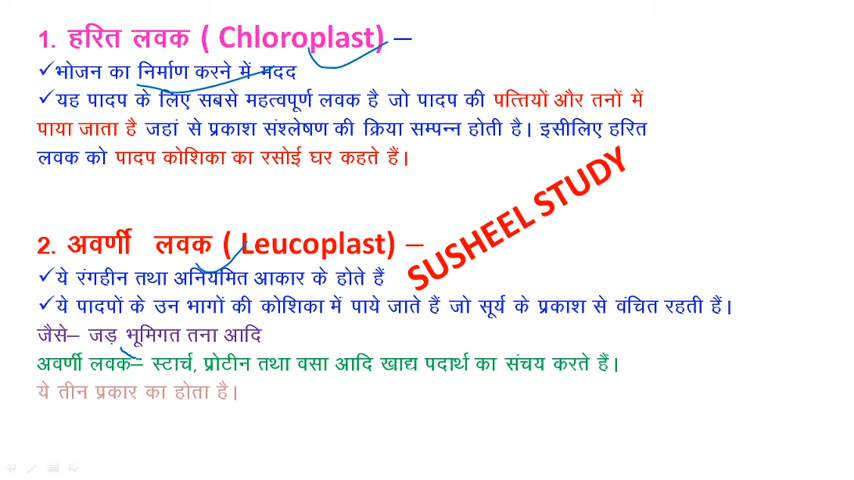 1. हरित लवक ( Chloroplast) –
✓भोजन का निर्माण करने में मदद
✓यह पादप के लिए सबसे महत्वपूर्ण लवक है जो पादप की पत्तियों और तनों में
पाया जाता है जहां से प्रकाश संश्लेषण की क्रिया सम्पन्न होती है। इसीलिए हरित
लवक को पादप कोशिका का रसोई घर कहते हैं।
SUSHEEL STUDY
2. अवर्णी लवक ( Leucoplast) –
✓ये रंगहीन तथा अनियमित आकार के होते हैं
✓ये पादपों के उन भागों की कोशिका में पाये जाते हैं जो सूर्य के प्रकाश से वंचित रहती हैं।
जैसे– जड़ भूमिगत तना आदि
अवर्णी लवक– स्टार्च, प्रोटीन तथा वसा आदि खाद्य पदार्थ का संचय करते हैं।
ये तीन प्रकार का होता है।